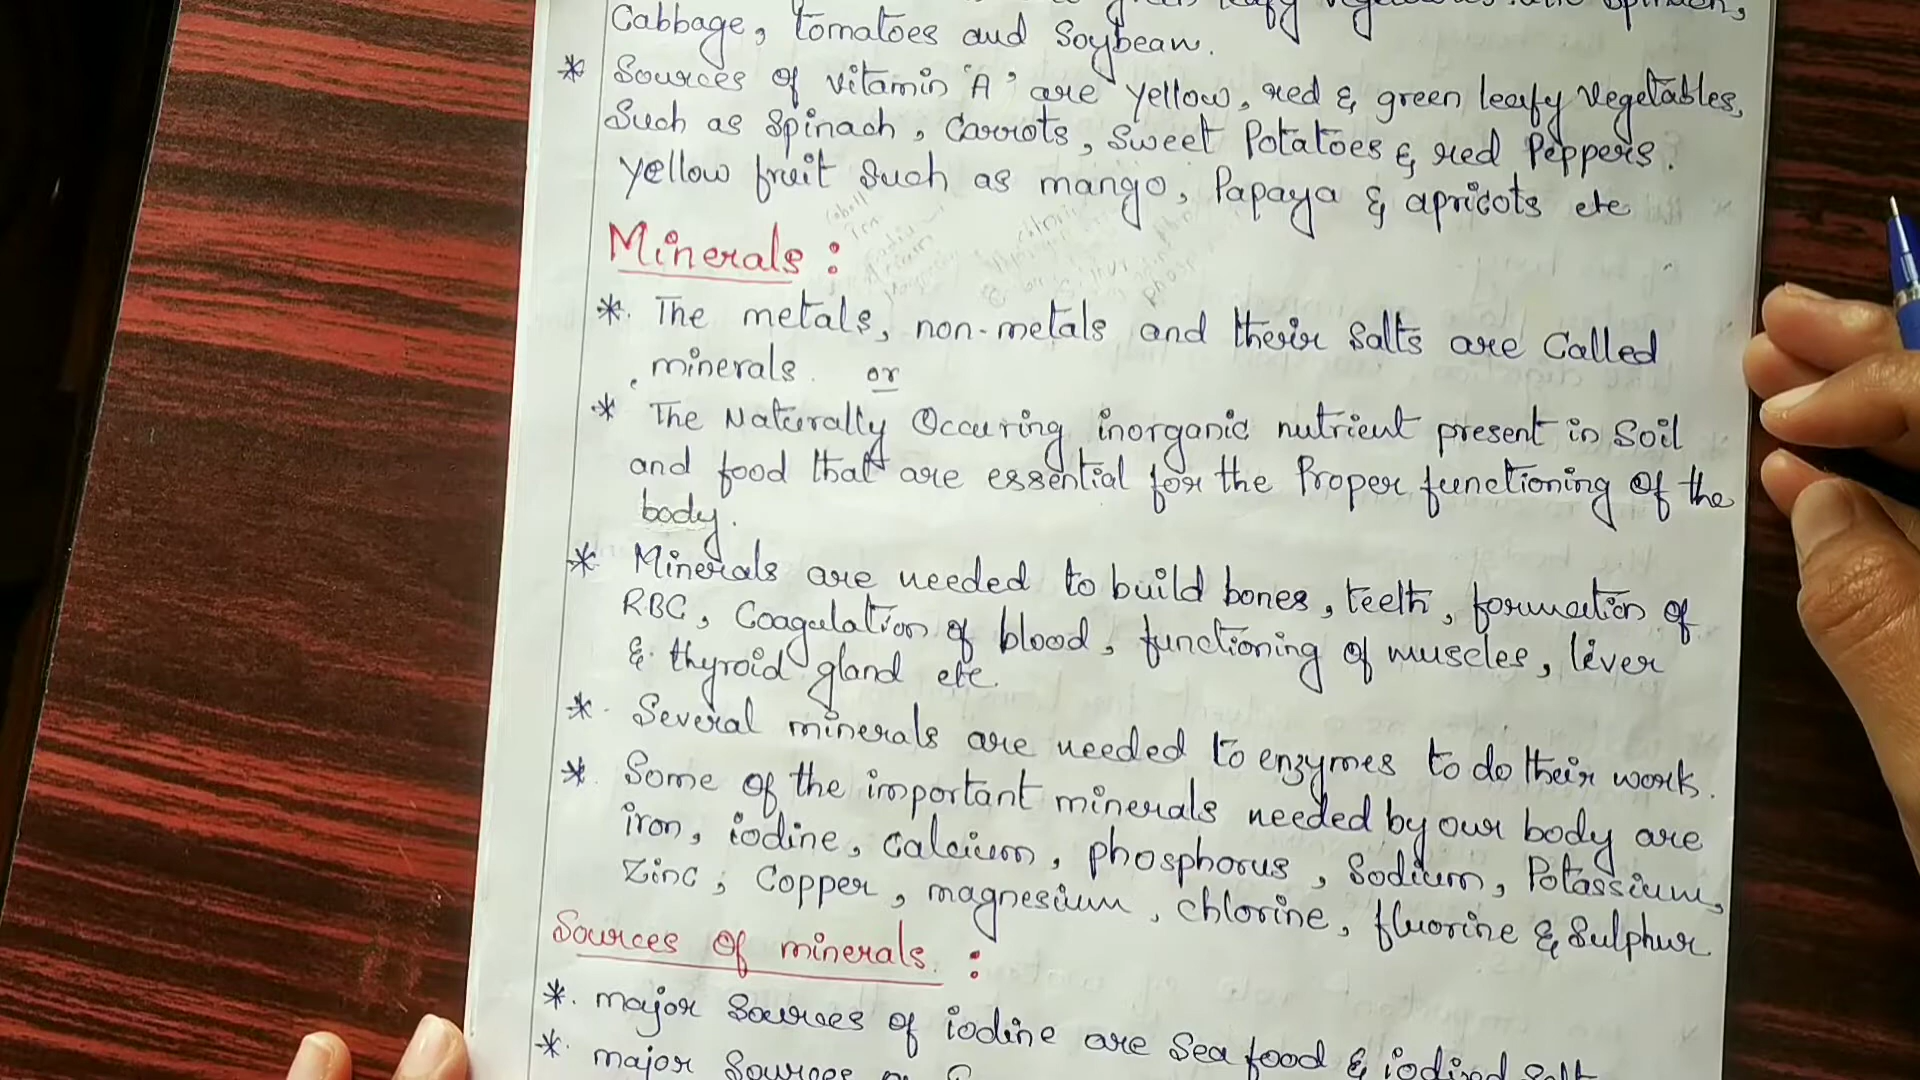 green leafy vegetables like spinach,
Cabbage, tomatoes and Soybean.
* Sources of vitamin 'A' are yellow, red & green leafy vegetables,
Such as Spinach, Carrots, Sweet Potatoes & red Peppers.
yellow fruit Such as mango, Papaya & apricots etc
Minerals :
*. The metals, non-metals and their Salts are Called
minerals. or
* The Naturally Occuring inorganic nutrient present in Soil
and food that are essential for the Proper functioning of the
body.
* Minerals are needed to build bones, teeth, formation of
RBC, Coagulation of blood, functioning of muscles, liver
& thyroid gland etc.
*. Several minerals are needed to enzymes to do their work.
*. Some of the important minerals needed by our body are
iron, iodine, Calcium, phosphorus, Sodium, Potassium,
Zinc, Copper, magnesium, chlorine, fluorine & Sulphur
Sources of minerals. :
*. major Sources of iodine are Sea food & iodized Salt
*. major Sources